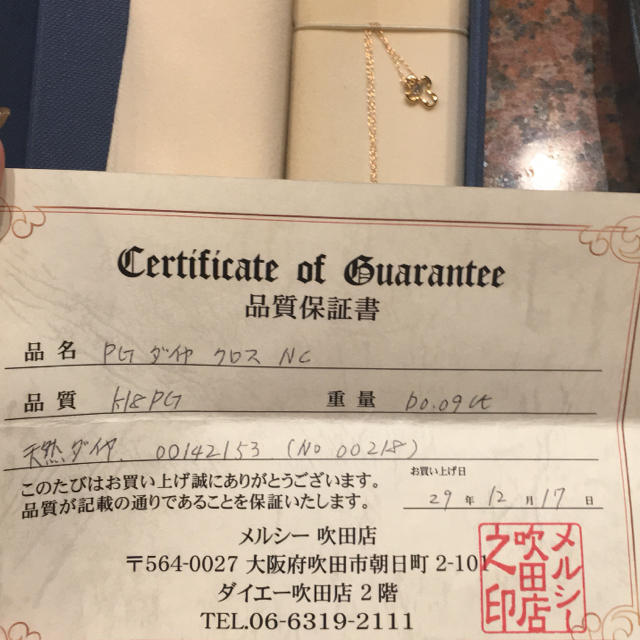 Certificate of Guarantee
品質保証書
品名 PG ダイヤ クロス NC
品質 K18PG 重量 D0.09ct
天然ダイヤ 00142153 (No 00218)
このたびはお買い上げ誠にありがとうございます。
品質が記載の通りであることを保証いたします。
お買い上げ日
29年12月17日
メルシー 吹田店
〒564-0027 大阪府吹田市朝日町 2-101
ダイエー吹田店 2階
TEL.06-6319-2111
メルシー
吹田店
之印